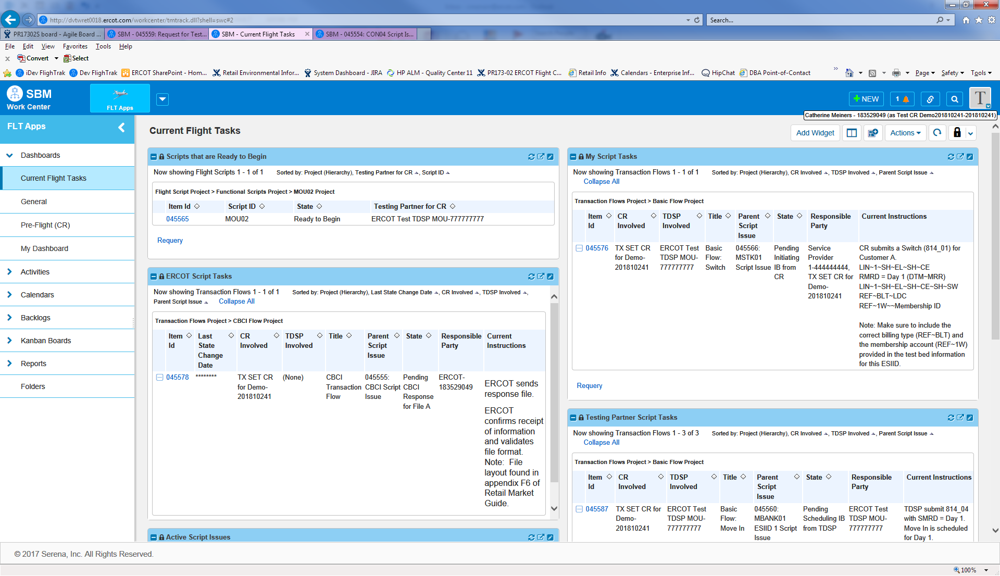 http://dvtwret0018.ercot.com/workcenter/tmtrack.dll?shell=swc#2
Search...
PR17302S board - Agile Board ...
SBM - 045559: Request for Test...
SBM - Current Flight Tasks
SBM - 045554: CON04 Script Is...
File Edit View Favorites Tools Help
Convert Select
iDev FlighTrak Dev FlighTrak ERCOT SharePoint - Hom... Retail Environmental Infor... System Dashboard - JIRA HP ALM - Quality Center 11 PR173-02 ERCOT Flight C... Retail Info Calendars - Enterprise Inf... HipChat DBA Point-of-Contact
Page Safety Tools
SBM
Work Center
FLT Apps
NEW
1
T
Catherine Meiners - 183529049 (as Test CR Demo201810241-201810241)
FLT Apps
Dashboards
Current Flight Tasks
General
Pre-Flight (CR)
My Dashboard
Activities
Calendars
Backlogs
Kanban Boards
Reports
Folders
Current Flight Tasks
Add Widget
Actions
Scripts that are Ready to Begin
Now showing Flight Scripts 1 - 1 of 1 Sorted by: Project (Hierarchy), Testing Partner for CR, Script ID
Flight Script Project > Functional Scripts Project > MOU02 Project
Item Id Script ID State Testing Partner for CR
045565 MOU02 Ready to Begin ERCOT Test TDSP MOU-777777777
Requery
ERCOT Script Tasks
Now showing Transaction Flows 1 - 1 of 1 Sorted by: Project (Hierarchy), Last State Change Date, CR Involved, TDSP Involved,
Parent Script Issue Collapse All
Transaction Flows Project > CBCI Flow Project
Item Last CR TDSP Title Parent State Responsible Current
Id State Involved Involved Script Party Instructions
Change Issue
Date
045578 ******** TX SET CR (None) CBCI 045555: Pending ERCOT-
for Demo- Transaction CBCI Script CBCI 183529049
201810241 Flow Issue Response
for File A
ERCOT sends
response file.
ERCOT
confirms receipt
of information
and validates
file format.
Note: File
layout found in
appendix F6 of
Retail Market
Guide.
Active Script Issues
My Script Tasks
Now showing Transaction Flows 1 - 1 of 1 Sorted by: Project (Hierarchy), CR Involved, TDSP Involved, Parent Script Issue
Collapse All
Transaction Flows Project > Basic Flow Project
Item CR TDSP Title Parent State Responsible Current Instructions
Id Involved Involved Script Party
Issue
045576 TX SET CR ERCOT Test Basic 045566: Pending Service CR submits a Switch (814_01) for
for Demo- TDSP MOU- Flow: MSTK01 Initiating Provider Customer A.
201810241 777777777 Switch Script Issue IB from 1-444444444, LIN~1~SH~EL~SH~CE
CR TX SET CR for RMRD = Day 1 (DTM~MRR)
Demo- LIN~1~SH~EL~SH~CE~SH~SW
201810241 REF~BLT~LDC
REF~1W~~Membership ID
Note: Make sure to include the
correct billing type (REF~BLT) and
the membership account (REF~1W)
provided in the test bed information
for this ESIID.
Requery
Testing Partner Script Tasks
Now showing Transaction Flows 1 - 3 of 3 Sorted by: Project (Hierarchy), CR Involved, TDSP Involved, Parent Script Issue
Collapse All
Transaction Flows Project > Basic Flow Project
Item CR TDSP Title Parent State Responsible Current Instructions
Id Involved Involved Script Party
Issue
045587 TX SET CR for ERCOT Test Basic 045560: Pending ERCOT Test TDSP submit 814_04
Demo- TDSP MOU- Flow: MBANK01 Scheduling IB TDSP MOU- with SMRD = Day 1.
201810241 777777777 Move In ESIID 1 Script from TDSP 777777777 Move In is scheduled
Issue for Day 1.
© 2017 Serena, Inc. All Rights Reserved.
100%